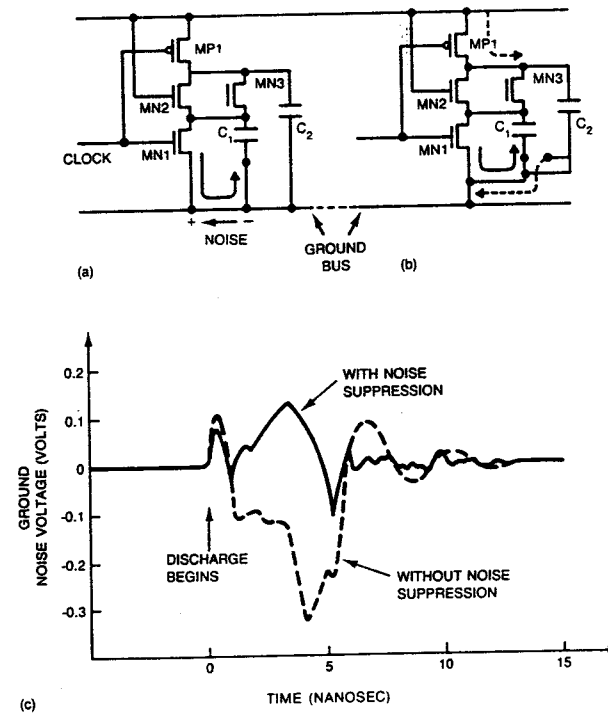 MP1
MN2
MN3
C1
C2
CLOCK
MN1
+ NOISE −
GROUND
BUS
(a)
MP1
MN3
MN2
C1
C2
MN1
(b)
0.2
0.1
0
-0.1
-0.2
-0.3
GROUND
NOISE VOLTAGE (VOLTS)
WITH NOISE
SUPPRESSION
DISCHARGE
BEGINS
WITHOUT NOISE
SUPPRESSION
0 5 10 15
TIME (NANOSEC)
(c)